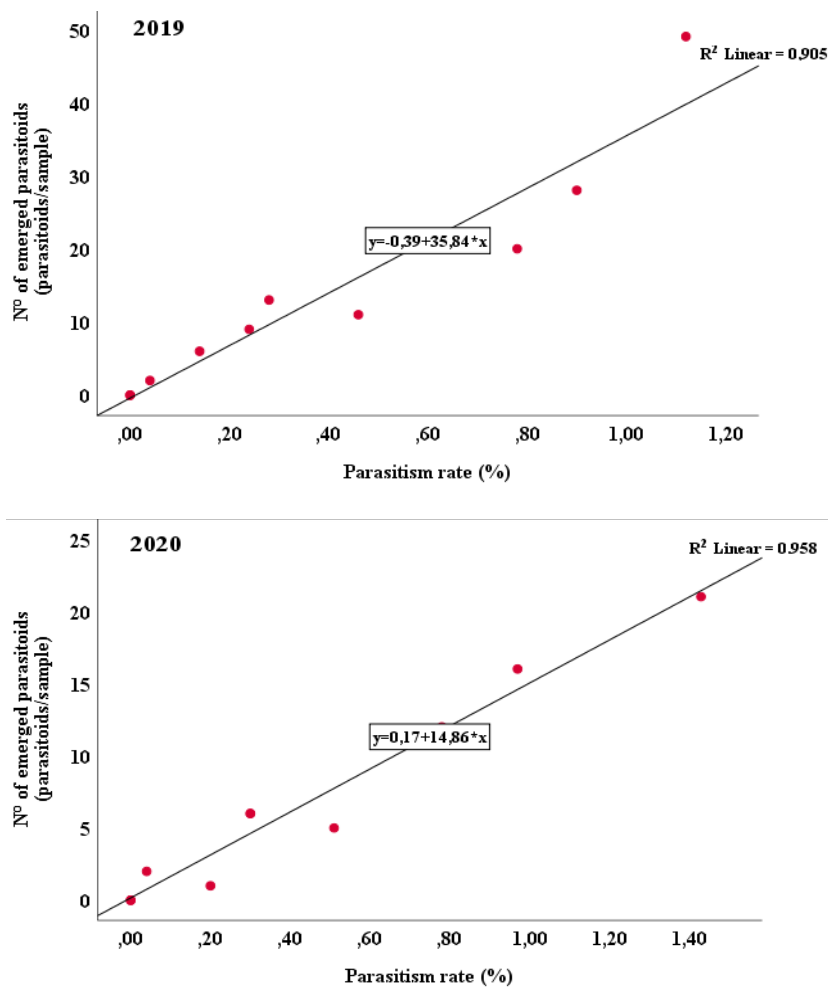 2019
R² Linear = 0,905
50
40
30
20
10
0
Nº of emerged parasitoids
(parasitoids/sample)
y=-0,39+35,84*x
,00 ,20 ,40 ,60 ,80 1,00 1,20
Parasitism rate (%)
2020
R² Linear = 0.958
25
20
15
10
5
0
Nº of emerged parasitoids
(parasitoids/sample)
y=0,17+14,86*x
,00 ,20 ,40 ,60 ,80 1,00 1,20 1,40
Parasitism rate (%)